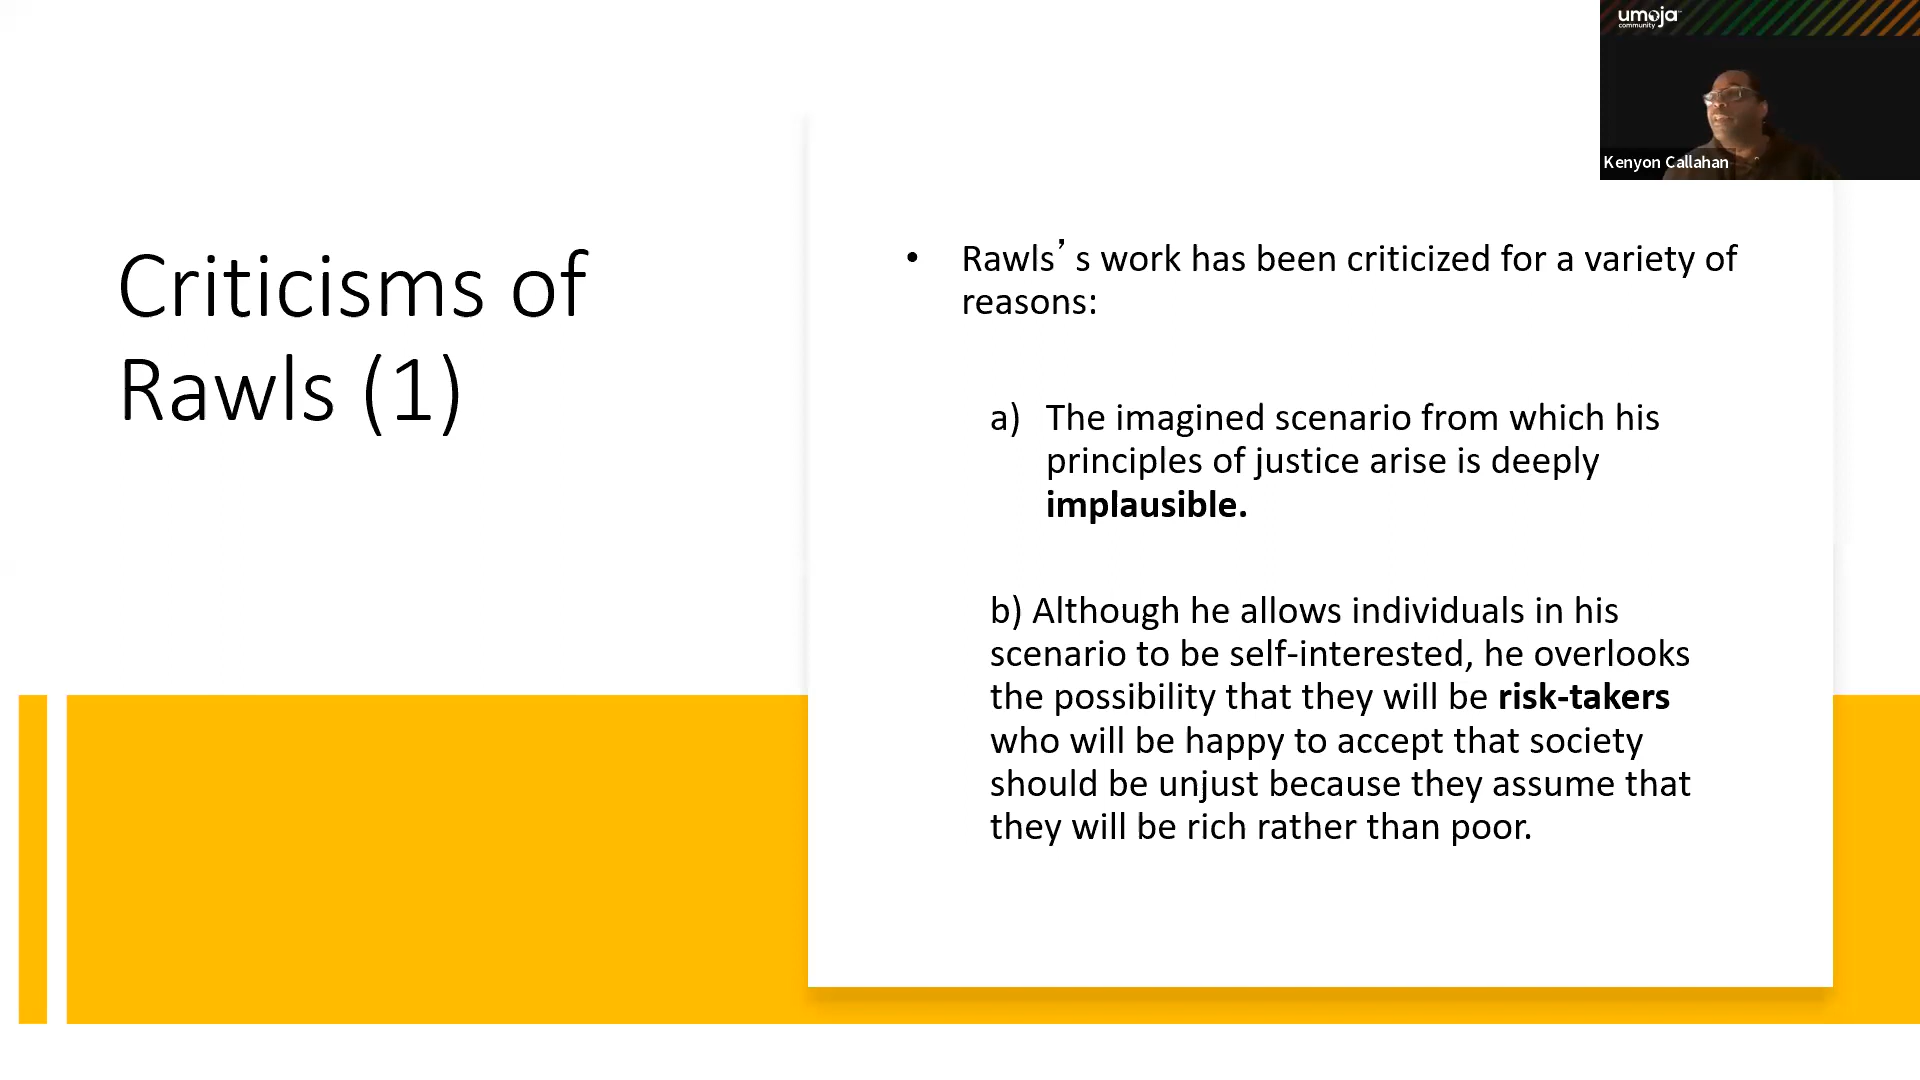 umoja
community
Kenyon Callahan
Criticisms of
Rawls (1)
• Rawls’s work has been criticized for a variety of
reasons:
a) The imagined scenario from which his
principles of justice arise is deeply
implausible.
b) Although he allows individuals in his
scenario to be self-interested, he overlooks
the possibility that they will be risk-takers
who will be happy to accept that society
should be unjust because they assume that
they will be rich rather than poor.